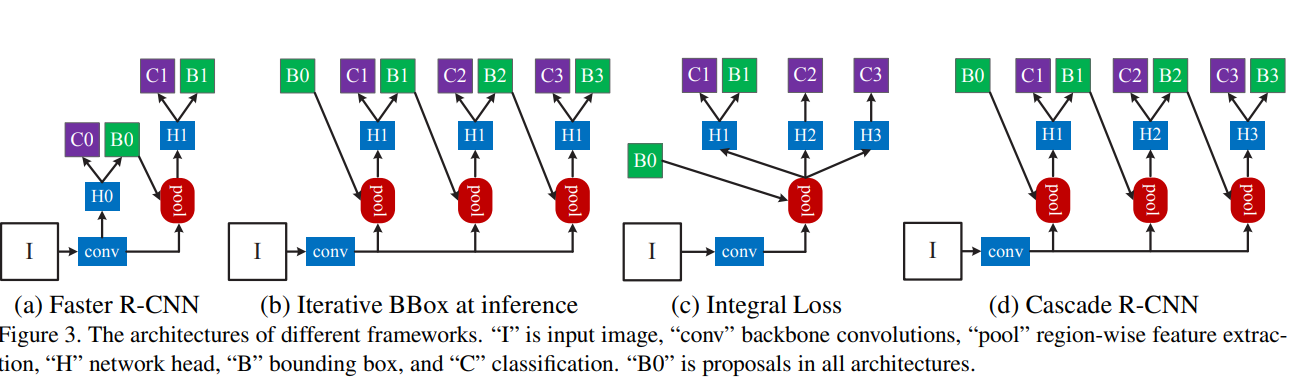 C1 B1 B0 C1 B1 C2 B2 C3 B3 C1 B1 C2 C3 B0 C1 B1 C2 B2 C3 B3
C0 B0 H1 H1 H1 H1 H1 H2 H3 H1 H2 H3
B0
H0 pool pool pool pool pool pool pool pool
I conv I conv I conv I conv
(a) Faster R-CNN (b) Iterative BBox at inference (c) Integral Loss (d) Cascade R-CNN
Figure 3. The architectures of different frameworks. “I” is input image, “conv” backbone convolutions, “pool” region-wise feature extrac-
tion, “H” network head, “B” bounding box, and “C” classification. “B0” is proposals in all architectures.